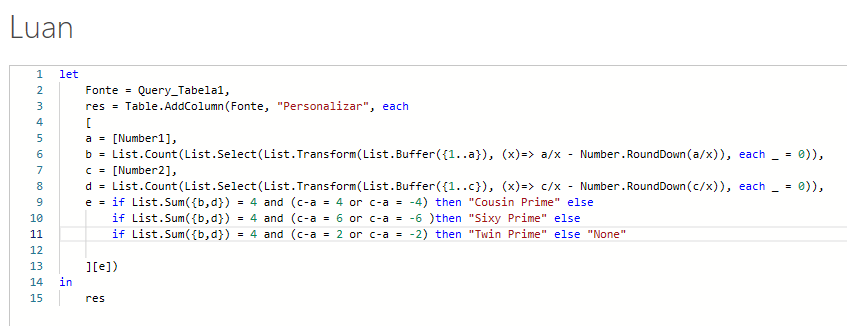 Luan
1 let
2 Fonte = Query_Tabela1,
3 res = Table.AddColumn(Fonte, "Personalizar", each
4 [
5 a = [Number1],
6 b = List.Count(List.Select(List.Transform(List.Buffer({1..a}), (x)=> a/x - Number.RoundDown(a/x)), each _ = 0)),
7 c = [Number2],
8 d = List.Count(List.Select(List.Transform(List.Buffer({1..c}), (x)=> c/x - Number.RoundDown(c/x)), each _ = 0)),
9 e = if List.Sum({b,d}) = 4 and (c-a = 4 or c-a = -4) then "Cousin Prime" else
10 if List.Sum({b,d}) = 4 and (c-a = 6 or c-a = -6 )then "Sixy Prime" else
11 if List.Sum({b,d}) = 4 and (c-a = 2 or c-a = -2) then "Twin Prime" else "None"
12
13 ][e])
14 in
15 res